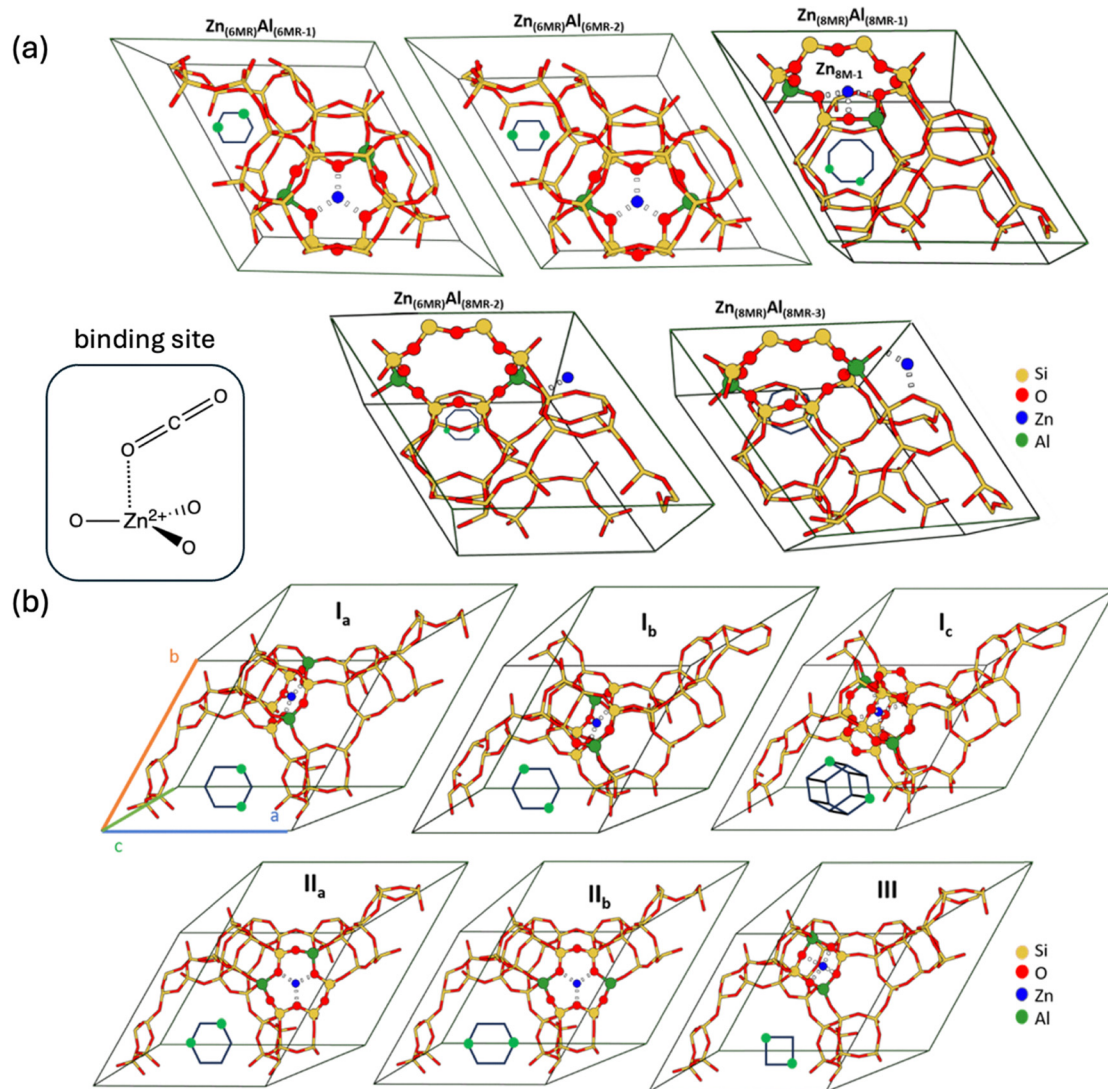 (a)
Zn(6MR)Al(6MR-1)
Zn(6MR)Al(6MR-2)
Zn(8MR)Al(8MR-1)
Zn8M-1
Zn(6MR)Al(8MR-2)
Zn(8MR)Al(8MR-3)
binding site
O
C
O
O
Zn2+
O
O
Si
O
Zn
Al
(b)
Ia
Ib
Ic
b
a
c
IIa
IIb
III
Si
O
Zn
Al